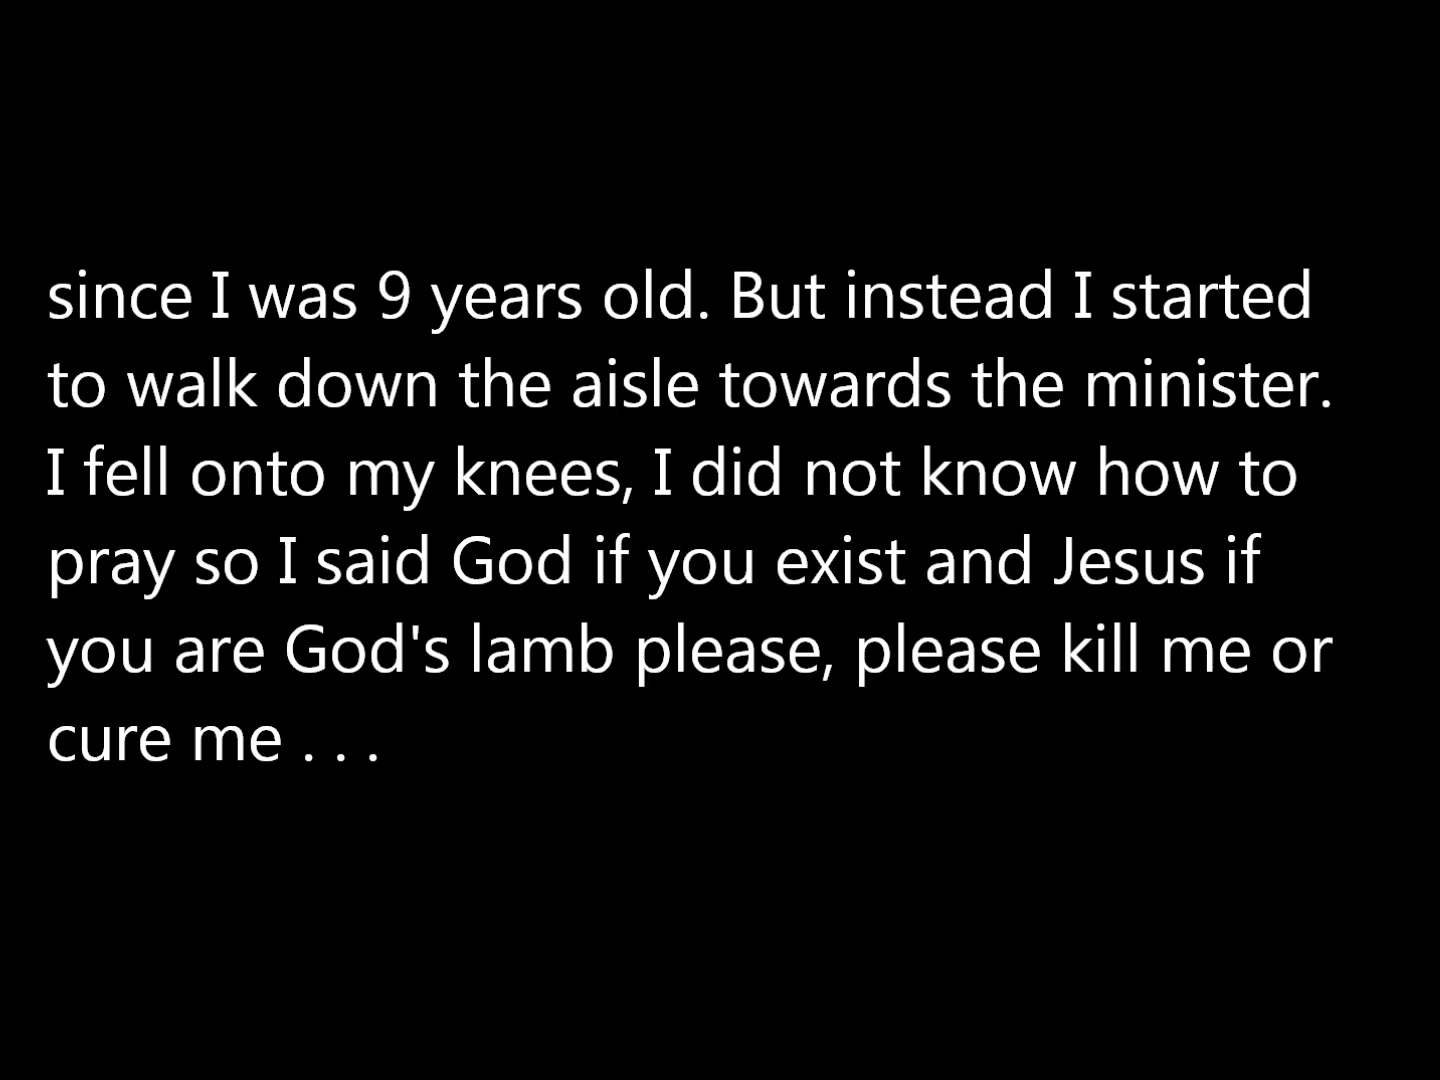 since I was 9 years old. But instead I started
to walk down the aisle towards the minister.
I fell onto my knees, I did not know how to
pray so I said God if you exist and Jesus if
you are God's lamb please, please kill me or
cure me . . .